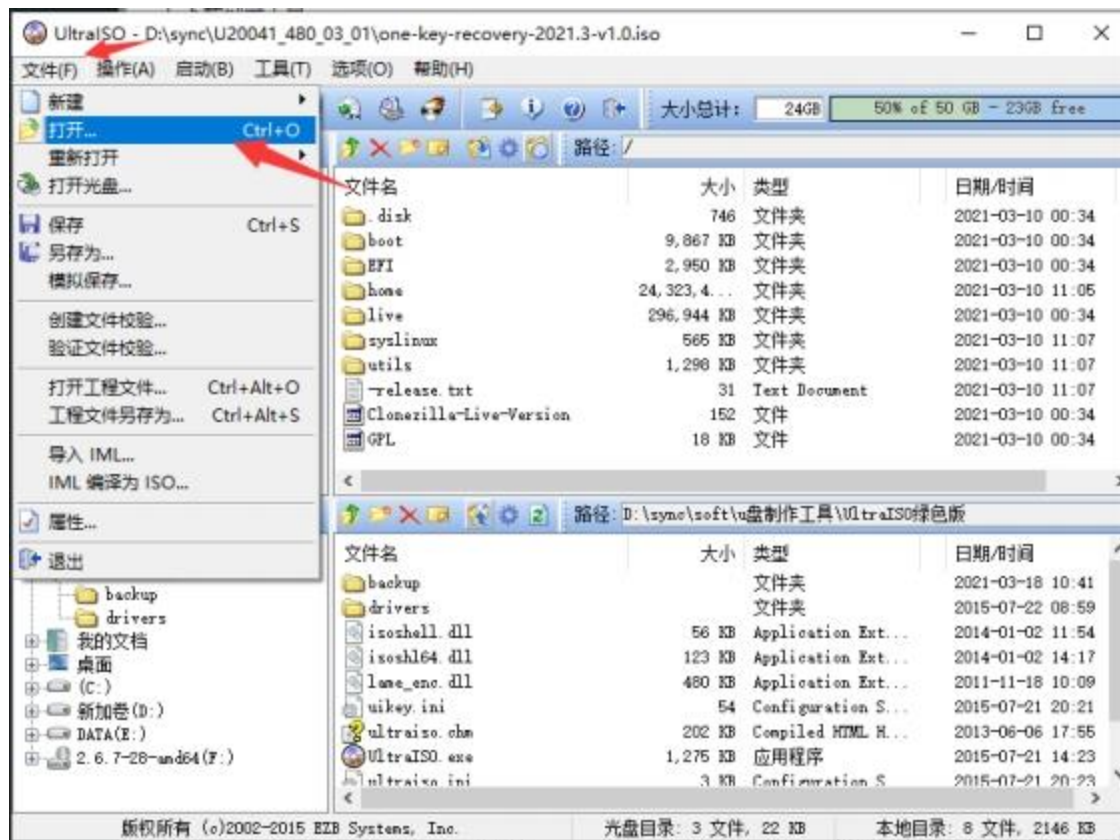 UltraISO - D:\sync\U20041_480_03_01\one-key-recovery-2021.3-v1.0.iso
文件(F) 操作(A) 启动(B) 工具(T) 选项(O) 帮助(H)
新建
打开... Ctrl+O
重新打开
打开光盘...
保存 Ctrl+S
另存为...
模拟保存...
创建文件校验...
验证文件校验...
打开工程文件... Ctrl+Alt+O
工程文件另存为... Ctrl+Alt+S
导入 IML...
IML 编译为 ISO...
属性...
退出
大小总计: 24GB 50% of 50 GB - 23GB free
路径: /
文件名 大小 类型 日期/时间
.disk 746 文件夹 2021-03-10 00:34
boot 9,867 KB 文件夹 2021-03-10 00:34
EFI 2,950 KB 文件夹 2021-03-10 00:34
home 24,323,4... 文件夹 2021-03-10 11:05
live 296,944 KB 文件夹 2021-03-10 00:34
syslinux 565 KB 文件夹 2021-03-10 11:07
utils 1,298 KB 文件夹 2021-03-10 11:07
-release.txt 31 Text Document 2021-03-10 11:07
Clonezilla-Live-Version 152 文件 2021-03-10 00:34
GPL 18 KB 文件 2021-03-10 00:34
路径: D:\sync\soft\u盘制作工具\UltraISO绿色版
文件名 大小 类型 日期/时间
backup 文件夹 2021-03-18 10:41
drivers 文件夹 2015-07-22 08:59
isoshell.dll 56 KB Application Ext... 2014-01-02 11:54
isoshl64.dll 123 KB Application Ext... 2014-01-02 14:17
lame_enc.dll 480 KB Application Ext... 2011-11-18 10:09
uikey.ini 54 Configuration S... 2015-07-21 20:21
ultraiso.chm 202 KB Compiled HTML H... 2013-06-06 17:55
UltraISO.exe 1,275 KB 应用程序 2015-07-21 14:23
ultraiso.ini 3 KB Configuration S 2015-07-21 20:23
backup
drivers
我的文档
桌面
(C:)
新加卷(D:)
DATA(E:)
2.6.7-28-amd64(F:)
版权所有 (c)2002-2015 EZB Systems, Inc. 光盘目录: 3 文件, 22 KB 本地目录: 8 文件, 2146 KB